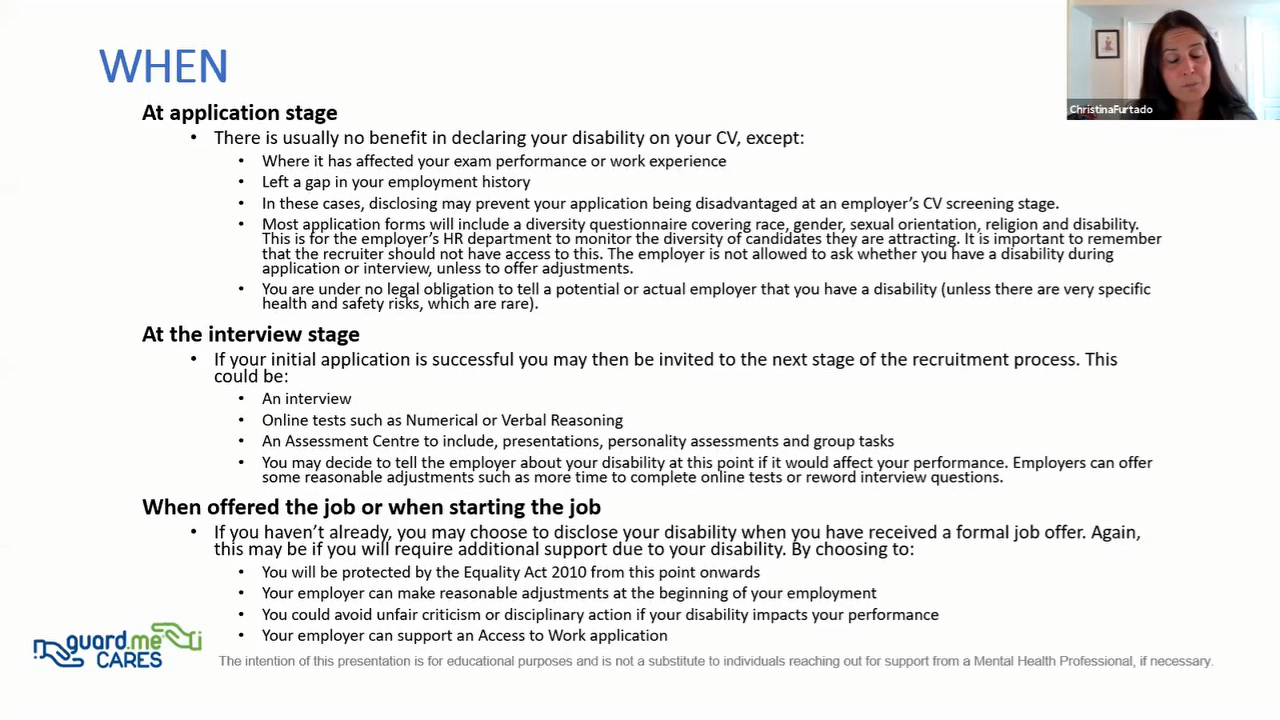 WHEN
ChristinaFurtado
At application stage
• There is usually no benefit in declaring your disability on your CV, except:
• Where it has affected your exam performance or work experience
• Left a gap in your employment history
• In these cases, disclosing may prevent your application being disadvantaged at an employer's CV screening stage.
• Most application forms will include a diversity questionnaire covering race, gender, sexual orientation, religion and disability.
This is for the employer's HR department to monitor the diversity of candidates they are attracting. It is important to remember
that the recruiter should not have access to this. The employer is not allowed to ask whether you have a disability during
application or interview, unless to offer adjustments.
• You are under no legal obligation to tell a potential or actual employer that you have a disability (unless there are very specific
health and safety risks, which are rare).
At the interview stage
• If your initial application is successful you may then be invited to the next stage of the recruitment process. This
could be:
• An interview
• Online tests such as Numerical or Verbal Reasoning
• An Assessment Centre to include, presentations, personality assessments and group tasks
• You may decide to tell the employer about your disability at this point if it would affect your performance. Employers can offer
some reasonable adjustments such as more time to complete online tests or reword interview questions.
When offered the job or when starting the job
• If you haven't already, you may choose to disclose your disability when you have received a formal job offer. Again,
this may be if you will require additional support due to your disability. By choosing to:
• You will be protected by the Equality Act 2010 from this point onwards
• Your employer can make reasonable adjustments at the beginning of your employment
• You could avoid unfair criticism or disciplinary action if your disability impacts your performance
• Your employer can support an Access to Work application
guard.me
CARES
The intention of this presentation is for educational purposes and is not a substitute to individuals reaching out for support from a Mental Health Professional, if necessary.